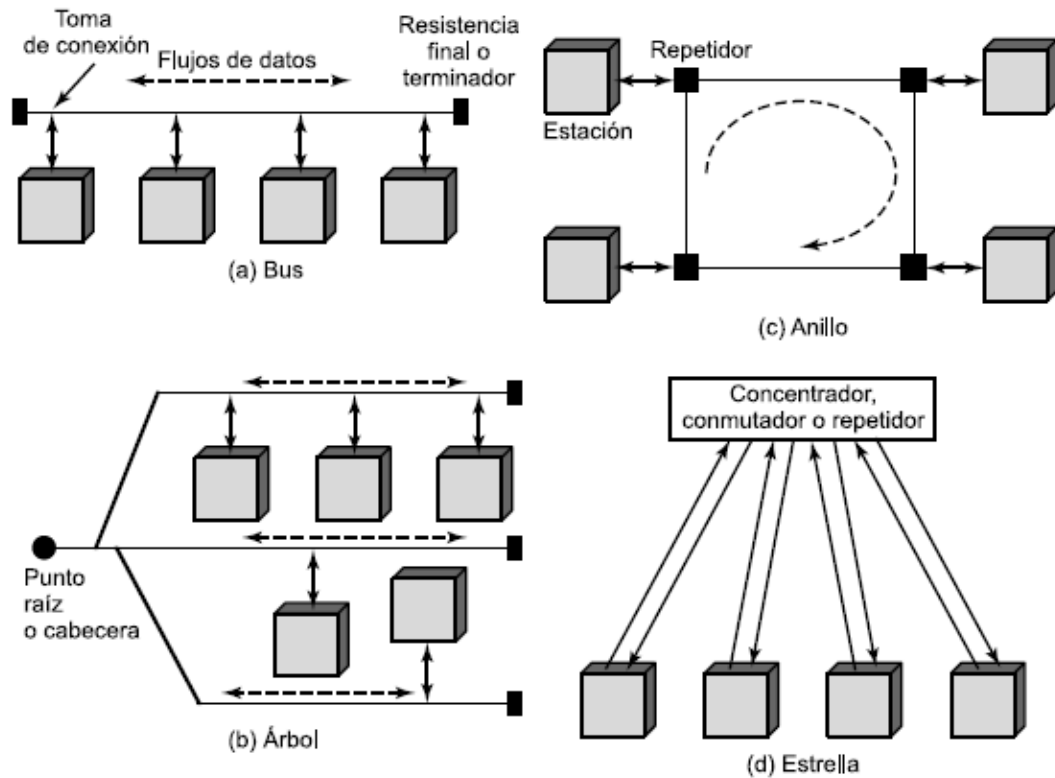 Toma
de conexión
Flujos de datos
Resistencia
final o
terminador
(a) Bus
Repetidor
Estación
(c) Anillo
Punto
raíz
o cabecera
(b) Árbol
Concentrador,
conmutador o repetidor
(d) Estrella